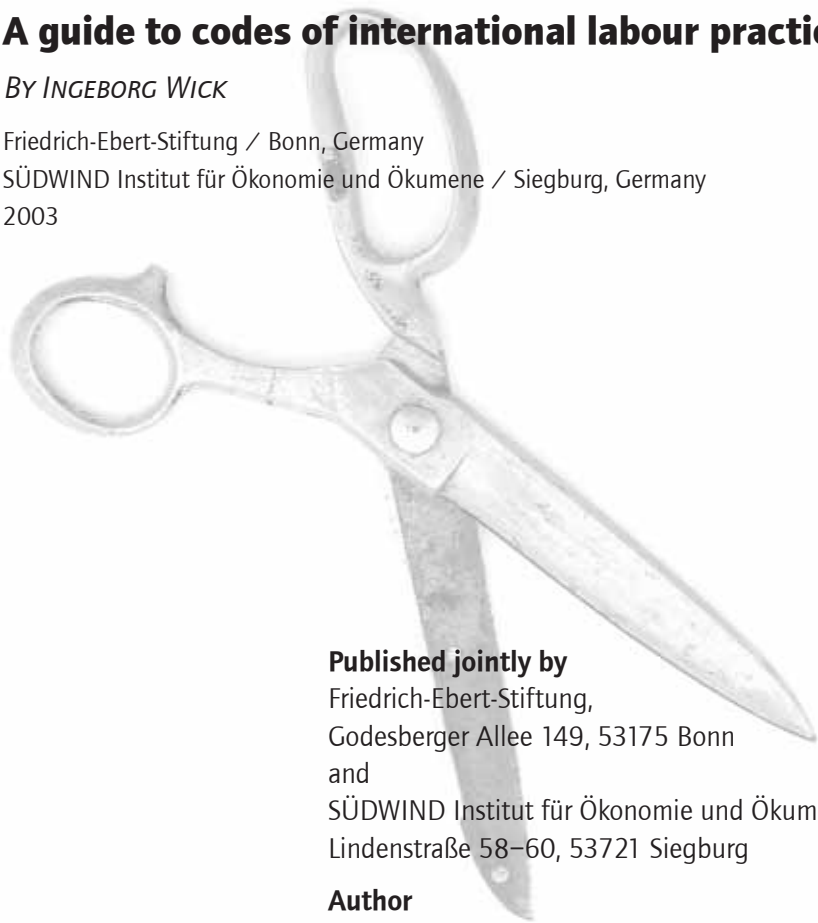 A guide to codes of international labour practi
BY INGEBORG WICK
Friedrich-Ebert-Stiftung / Bonn, Germany
SÜDWIND Institut für Ökonomie und Ökumene / Siegburg, Germany
2003
Published jointly by
Friedrich-Ebert-Stiftung,
Godesberger Allee 149, 53175 Bonn
and
SÜDWIND Institut für Ökonomie und Ökum
Lindenstraße 58–60, 53721 Siegburg
Author